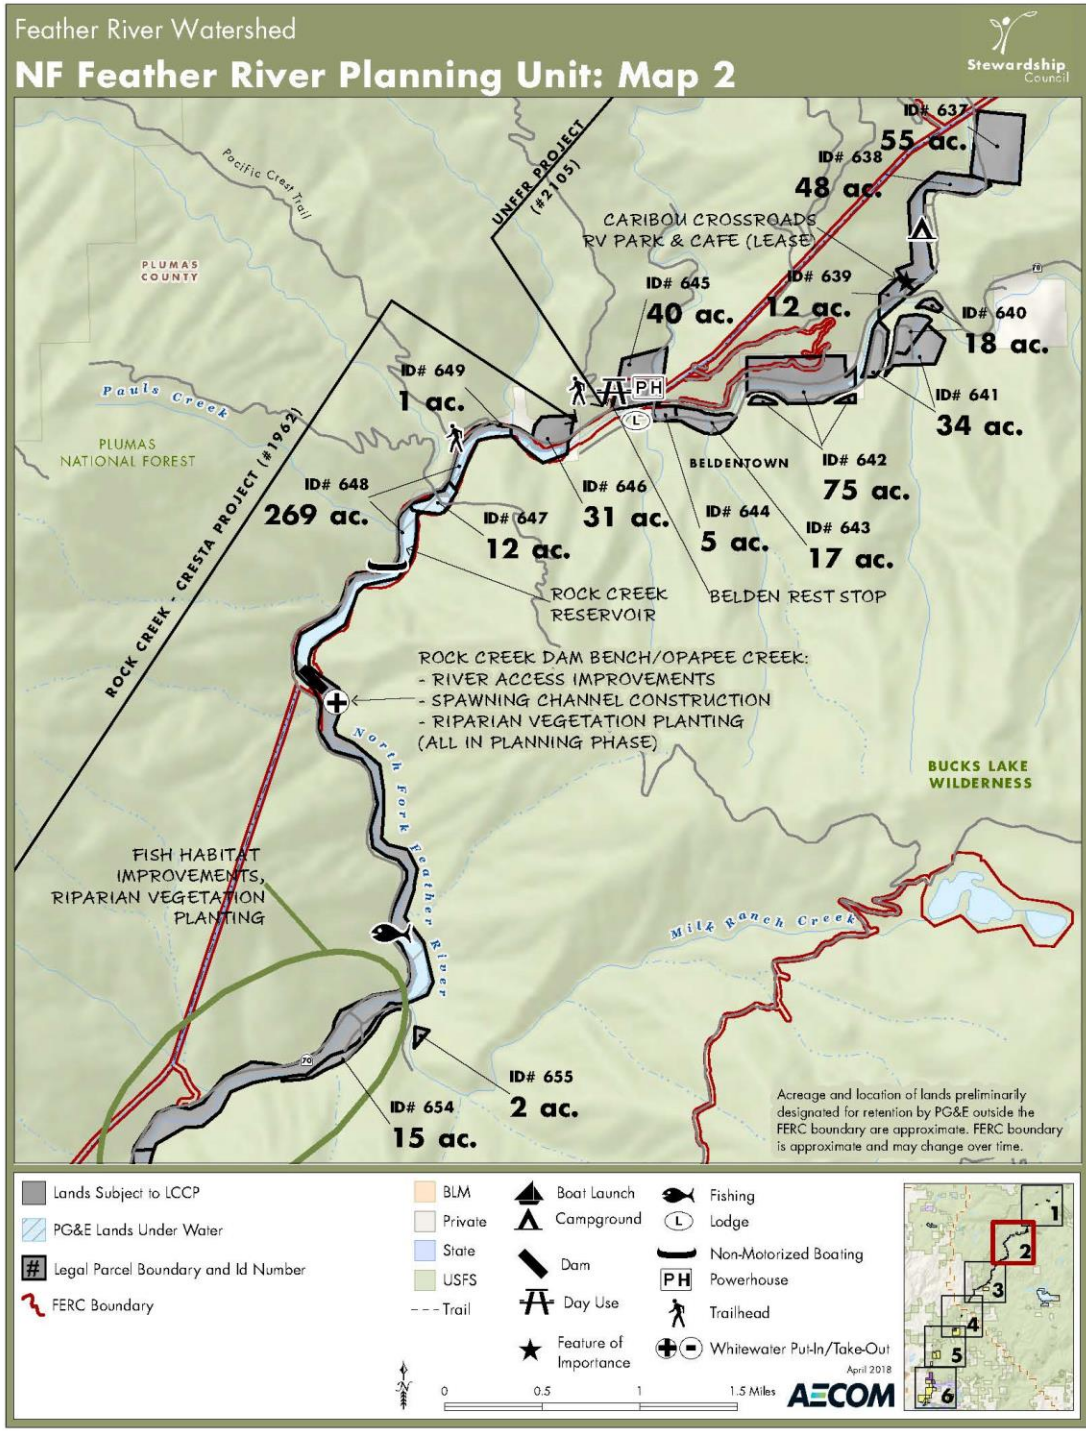 Feather River Watershed
NF Feather River Planning Unit: Map 2
Stewardship
Council
ID# 637
55 ac.
ID# 638
48 ac.
UNFFR PROJECT
(#2105)
Pacific Crest Trail
CARIBOU CROSSROADS
RV PARK & CAFE (LEASE)
PLUMAS
COUNTY
ID# 645
40 ac.
ID# 639
12 ac.
70
ID# 640
18 ac.
ID# 649
1 ac.
PH
L
Pauls Creek
ID# 641
34 ac.
PLUMAS
NATIONAL FOREST
ROCK CREEK - CRESTA PROJECT (#1962)
BELDENTOWN
ID# 642
75 ac.
ID# 648
269 ac.
ID# 646
31 ac.
ID# 647
12 ac.
ID# 644
5 ac.
ID# 643
17 ac.
ROCK CREEK
RESERVOIR
BELDEN REST STOP
ROCK CREEK DAM BENCH/OPAPEE CREEK:
- RIVER ACCESS IMPROVEMENTS
- SPAWNING CHANNEL CONSTRUCTION
- RIPARIAN VEGETATION PLANTING
(ALL IN PLANNING PHASE)
North Fork Feather River
BUCKS LAKE
WILDERNESS
FISH HABITAT
IMPROVEMENTS,
RIPARIAN VEGETATION
PLANTING
Milk Ranch Creek
70
ID# 655
2 ac.
ID# 654
15 ac.
Acreage and location of lands preliminarily
designated for retention by PG&E outside the
FERC boundary are approximate. FERC boundary
is approximate and may change over time.
Lands Subject to LCCP
PG&E Lands Under Water
# Legal Parcel Boundary and Id Number
FERC Boundary
BLM
Private
State
USFS
Trail
Boat Launch
Campground
Dam
Day Use
Feature of
Importance
Fishing
L Lodge
Non-Motorized Boating
PH Powerhouse
Trailhead
Whitewater Put-In/Take-Out
N
0 0.5 1 1.5 Miles
April 2018
AECOM
1
2
3
4
5
6